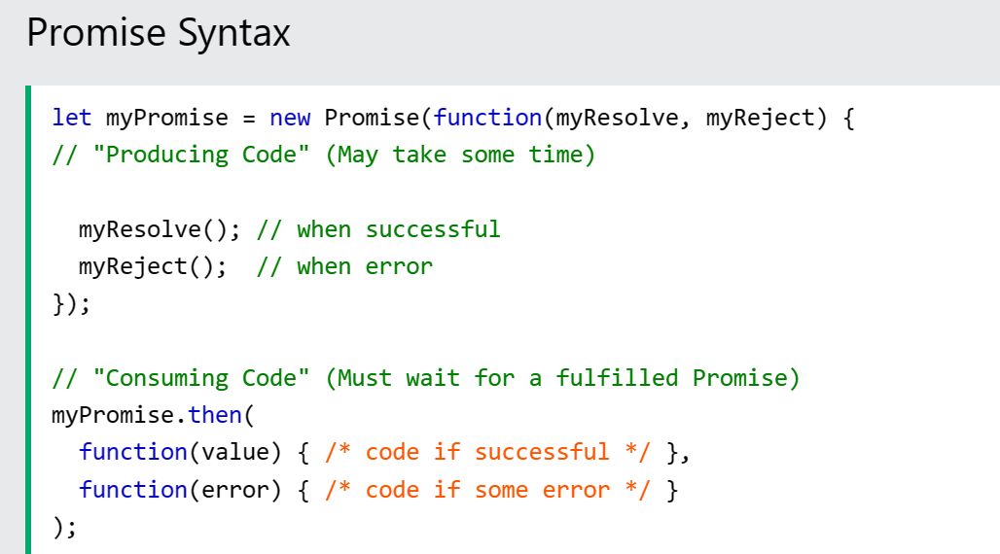 Promise Syntax
let myPromise = new Promise(function(myResolve, myReject) {
// "Producing Code" (May take some time)
  myResolve(); // when successful
  myReject();  // when error
});
// "Consuming Code" (Must wait for a fulfilled Promise)
myPromise.then(
  function(value) { /* code if successful */ },
  function(error) { /* code if some error */ }
);